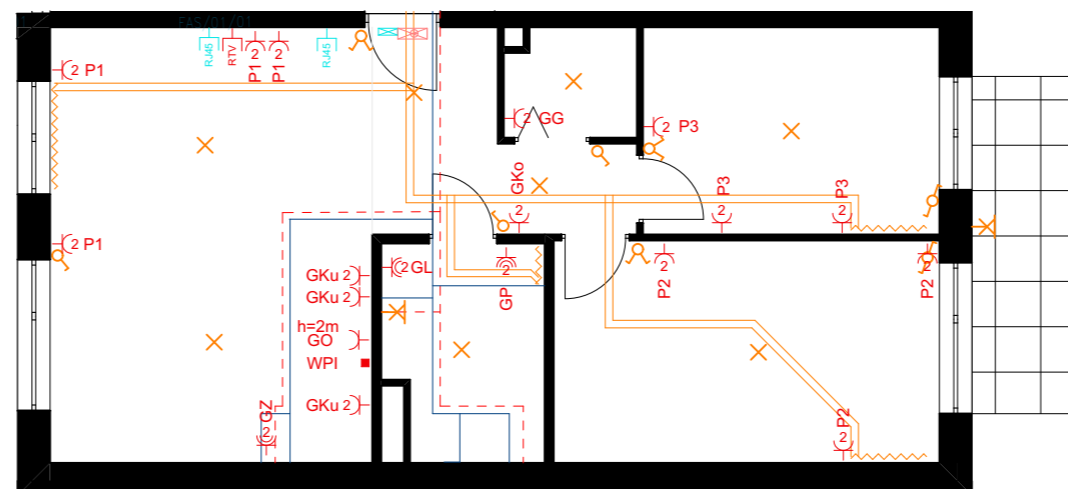 FAS/01/01
RJ45
RTV
2 P1
2 P1
RJ45
2 P1
2 GG
2 P3
GKo 2
P3 2
P3 2
2 P1
2 GL
2 GP
2 P2
2 P2
GKu 2
GKu 2
h=2m
GO
WPI
GKu 2
GZ 2
P2 2